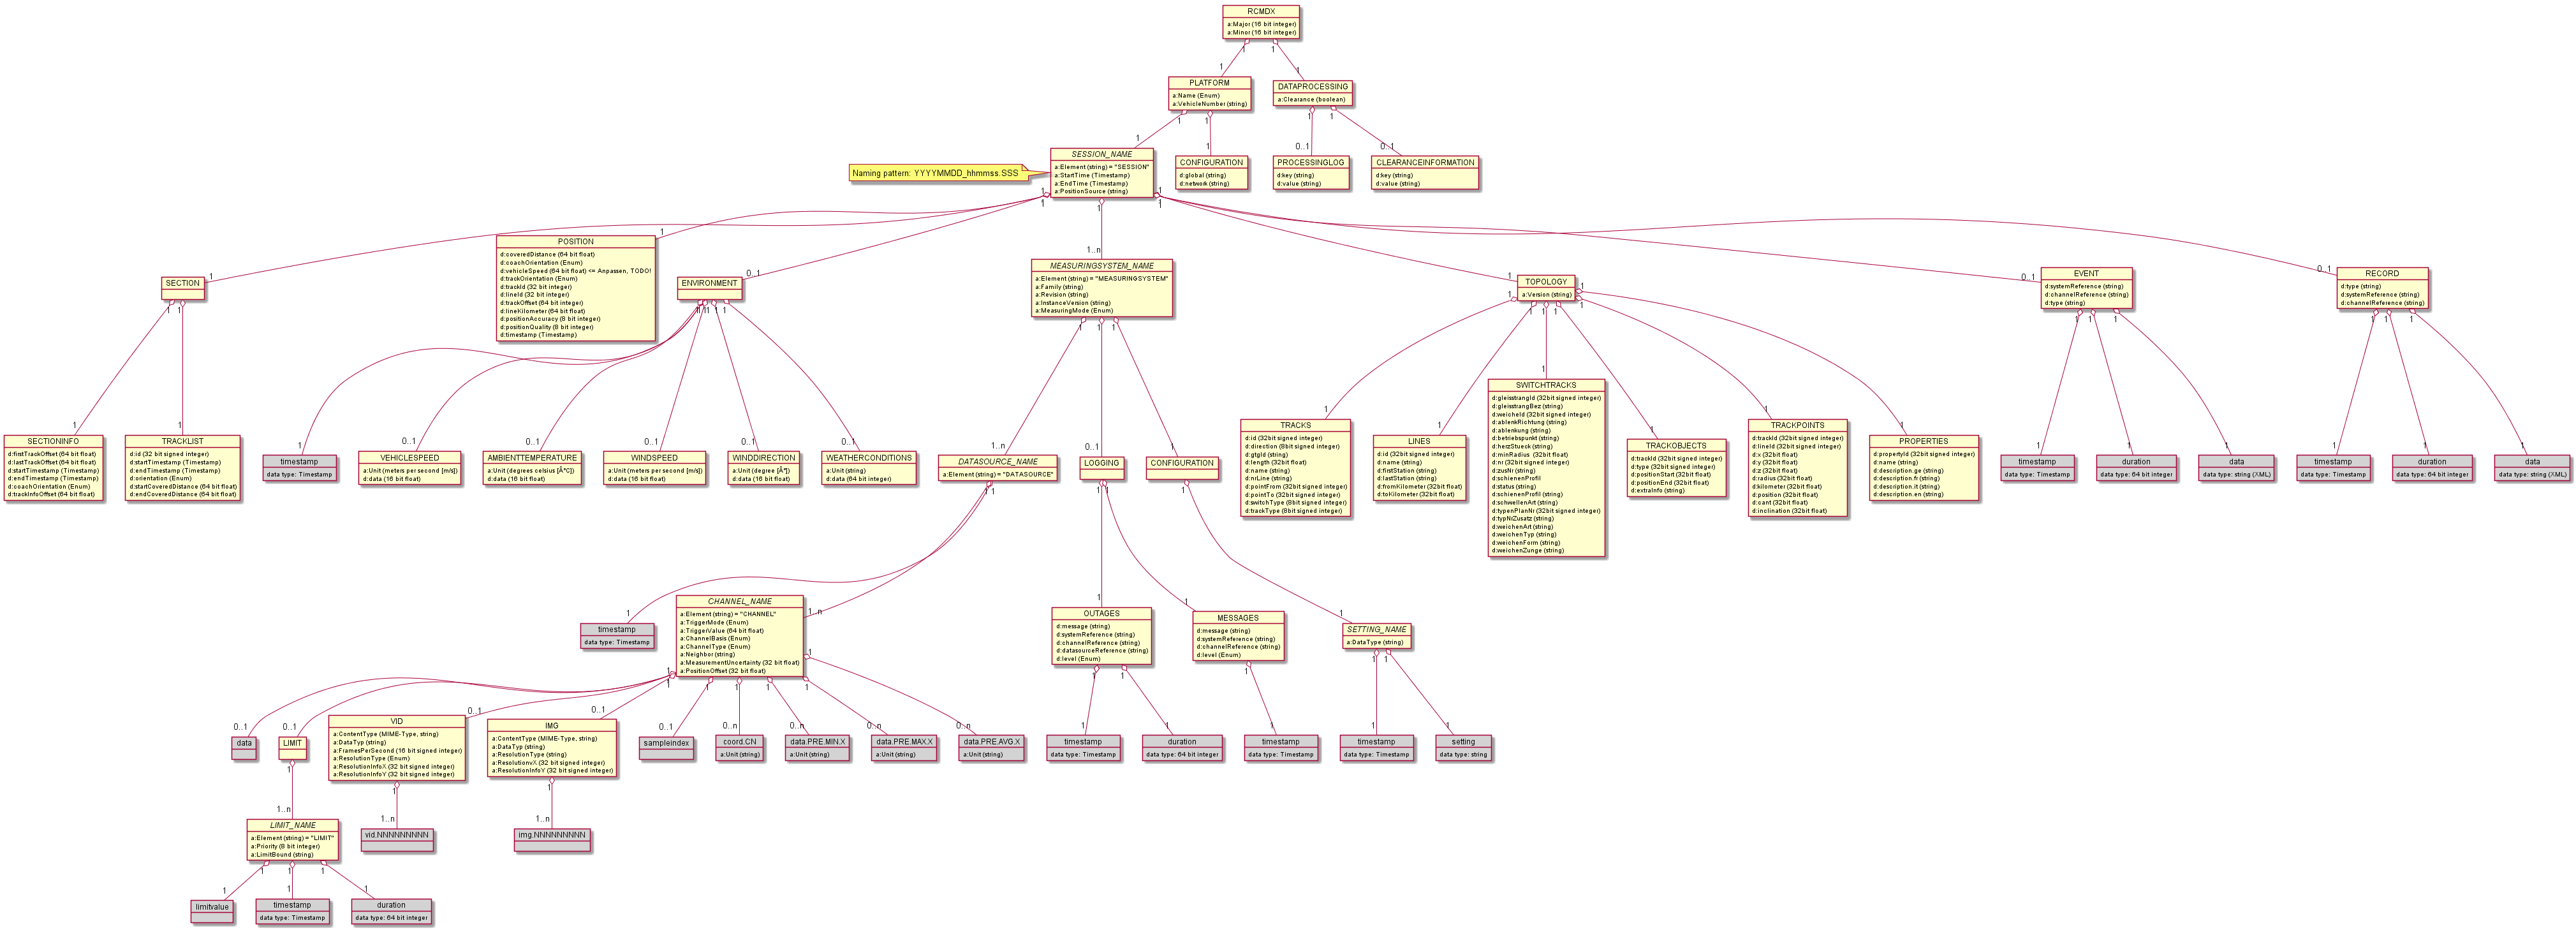 RCMDX
a:Major (16 bit integer)
a:Minor (16 bit integer)
1
1
1
1
PLATFORM
a:Name (Enum)
a:VehicleNumber (string)
DATAPROCESSING
a:Clearance (boolean)
1
1
1
1
1
1
0..1
0..1
SESSION_NAME
a:Element (string) = "SESSION"
a:StartTime (Timestamp)
a:EndTime (Timestamp)
a:PositionSource (string)
Naming pattern: YYYYMMDD_hhmmss.SSS
CONFIGURATION
d:global (string)
d:network (string)
PROCESSINGLOG
d:key (string)
d:value (string)
CLEARANCEINFORMATION
d:key (string)
d:value (string)
1
1
1
1
1
1
1
0..1
1..n
1
0..1
0..1
SECTION
POSITION
d:coveredDistance (64 bit float)
d:coachOrientation (Enum)
d:vehicleSpeed (64 bit float) <= Anpassen, TODO!
d:trackOrientation (Enum)
d:trackId (32 bit integer)
d:lineId (32 bit integer)
d:trackOffset (64 bit integer)
d:lineKilometer (64 bit float)
d:positionAccuracy (8 bit integer)
d:positionQuality (8 bit integer)
d:timestamp (Timestamp)
ENVIRONMENT
MEASURINGSYSTEM_NAME
a:Element (string) = "MEASURINGSYSTEM"
a:Family (string)
a:Revision (string)
a:InstanceVersion (string)
a:MeasuringMode (Enum)
TOPOLOGY
a:Version (string)
EVENT
d:systemReference (string)
d:channelReference (string)
d:type (string)
RECORD
d:type (string)
d:systemReference (string)
d:channelReference (string)
SECTIONINFO
d:firstTrackOffset (64 bit float)
d:lastTrackOffset (64 bit float)
d:startTimestamp (Timestamp)
d:endTimestamp (Timestamp)
d:coachOrientation (Enum)
d:trackInfoOffset (64 bit float)
TRACKLIST
d:id (32 bit signed integer)
d:startTimestamp (Timestamp)
d:endTimestamp (Timestamp)
d:orientation (Enum)
d:startCoveredDistance (64 bit float)
d:endCoveredDistance (64 bit float)
timestamp
data type: Timestamp
VEHICLESPEED
a:Unit (meters per second [m/s])
d:data (16 bit float)
AMBIENTTEMPERATURE
a:Unit (degrees celsius [Â°C])
d:data (16 bit float)
WINDSPEED
a:Unit (meters per second [m/s])
d:data (16 bit float)
WINDDIRECTION
a:Unit (degree [Â°])
d:data (16 bit float)
WEATHERCONDITIONS
a:Unit (string)
d:data (64 bit integer)
DATASOURCE_NAME
a:Element (string) = "DATASOURCE"
LOGGING
CONFIGURATION
TRACKS
d:id (32bit signed integer)
d:direction (8bit signed integer)
d:gtgId (string)
d:length (32bit float)
d:name (string)
d:nrLine (string)
d:pointFrom (32bit signed integer)
d:pointTo (32bit signed integer)
d:switchType (8bit signed integer)
d:trackType (8bit signed integer)
LINES
d:id (32bit signed integer)
d:name (string)
d:firstStation (string)
d:lastStation (string)
d:fromKilometer (32bit float)
d:toKilometer (32bit float)
SWITCHTRACKS
d:gleisstrangId (32bit signed integer)
d:gleisstrangBez (string)
d:weicheId (32bit signed integer)
d:ablenkRichtung (string)
d:ablenkung (string)
d:betriebspunkt (string)
d:herzStueck (string)
d:minRadius (32bit float)
d:nr (32bit signed integer)
d:zusNr (string)
d:schienenProfil
d:status (string)
d:schienenProfil (string)
d:schwellenArt (string)
d:typenPlanNr (32bit signed integer)
d:typNrZusatz (string)
d:weichenArt (string)
d:weichenTyp (string)
d:weichenForm (string)
d:weichenZunge (string)
TRACKOBJECTS
d:trackId (32bit signed integer)
d:type (32bit signed integer)
d:positionStart (32bit float)
d:positionEnd (32bit float)
d:extraInfo (string)
TRACKPOINTS
d:trackId (32bit signed integer)
d:lineId (32bit signed integer)
d:x (32bit float)
d:y (32bit float)
d:z (32bit float)
d:radius (32bit float)
d:kilometer (32bit float)
d:position (32bit float)
d:cant (32bit float)
d:inclination (32bit float)
PROPERTIES
d:propertyId (32bit signed integer)
d:name (string)
d:description.ge (string)
d:description.fr (string)
d:description.it (string)
d:description.en (string)
timestamp
data type: Timestamp
duration
data type: 64 bit integer
data
data type: string (XML)
timestamp
data type: Timestamp
duration
data type: 64 bit integer
data
data type: string (XML)
timestamp
data type: Timestamp
CHANNEL_NAME
a:Element (string) = "CHANNEL"
a:TriggerMode (Enum)
a:TriggerValue (64 bit float)
a:ChannelBasis (Enum)
a:ChannelType (Enum)
a:Neighbor (string)
a:MeasurementUncertainty (32 bit float)
a:PositionOffset (32 bit float)
OUTAGES
d:message (string)
d:systemReference (string)
d:channelReference (string)
d:datasourceReference (string)
d:level (Enum)
MESSAGES
d:message (string)
d:systemReference (string)
d:channelReference (string)
d:level (Enum)
SETTING_NAME
a:DataType (string)
data
LIMIT
VID
a:ContentType (MIME-Type, string)
a:DataTyp (string)
a:FramesPerSecond (16 bit signed integer)
a:ResolutionType (Enum)
a:ResolutionInfoX (32 bit signed integer)
a:ResolutionInfoY (32 bit signed integer)
IMG
a:ContentType (MIME-Type, string)
a:DataTyp (string)
a:ResolutionType (string)
a:ResolutionvX (32 bit signed integer)
a:ResolutionInfoY (32 bit signed integer)
sampleindex
coord.CN
a:Unit (string)
data.PRE.MIN.X
a:Unit (string)
data.PRE.MAX.X
a:Unit (string)
data.PRE.AVG.X
a:Unit (string)
timestamp
data type: Timestamp
duration
data type: 64 bit integer
timestamp
data type: Timestamp
timestamp
data type: Timestamp
setting
data type: string
LIMIT_NAME
a:Element (string) = "LIMIT"
a:Priority (8 bit integer)
a:LimitBound (string)
vid.NNNNNNNNN
img.NNNNNNNNN
limitvalue
timestamp
data type: Timestamp
duration
data type: 64 bit integer